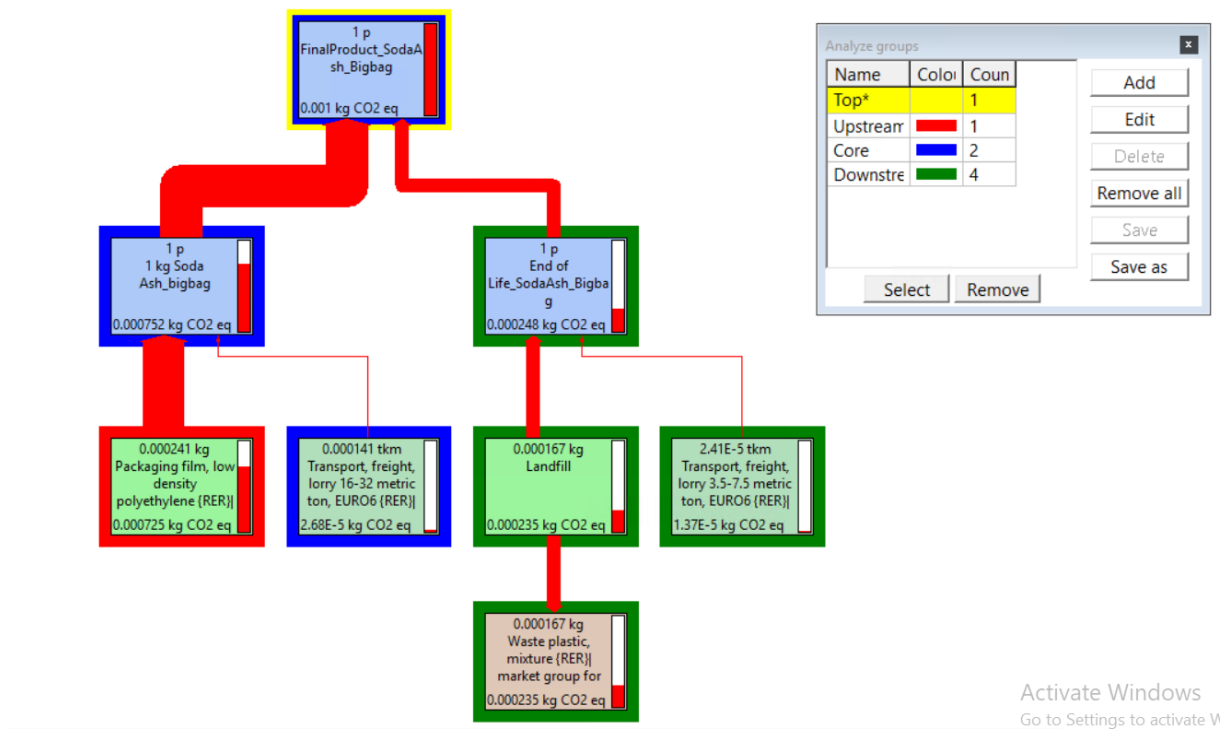 1 p
FinalProduct_SodaA
sh_Bigbag
0.001 kg CO2 eq
Analyze groups
x
Name Coloı Coun
Top* 1
Upstream 1
Core 2
Downstre 4
Add
Edit
Delete
Remove all
Save
Save as
Select Remove
1 p
1 kg Soda
Ash_bigbag
0.000752 kg CO2 eq
1 p
End of
Life_SodaAsh_Bigba
g
0.000248 kg CO2 eq
0.000241 kg
Packaging film, low
density
polyethylene {RER}|
0.000725 kg CO2 eq
0.000141 tkm
Transport, freight,
lorry 16-32 metric
ton, EURO6 {RER}|
2.68E-5 kg CO2 eq
0.000167 kg
Landfill
0.000235 kg CO2 eq
2.41E-5 tkm
Transport, freight,
lorry 3.5-7.5 metric
ton, EURO6 {RER}|
1.37E-5 kg CO2 eq
0.000167 kg
Waste plastic,
mixture {RER}|
market group for
0.000235 kg CO2 eq
Activate Windows
Go to Settings to activate W